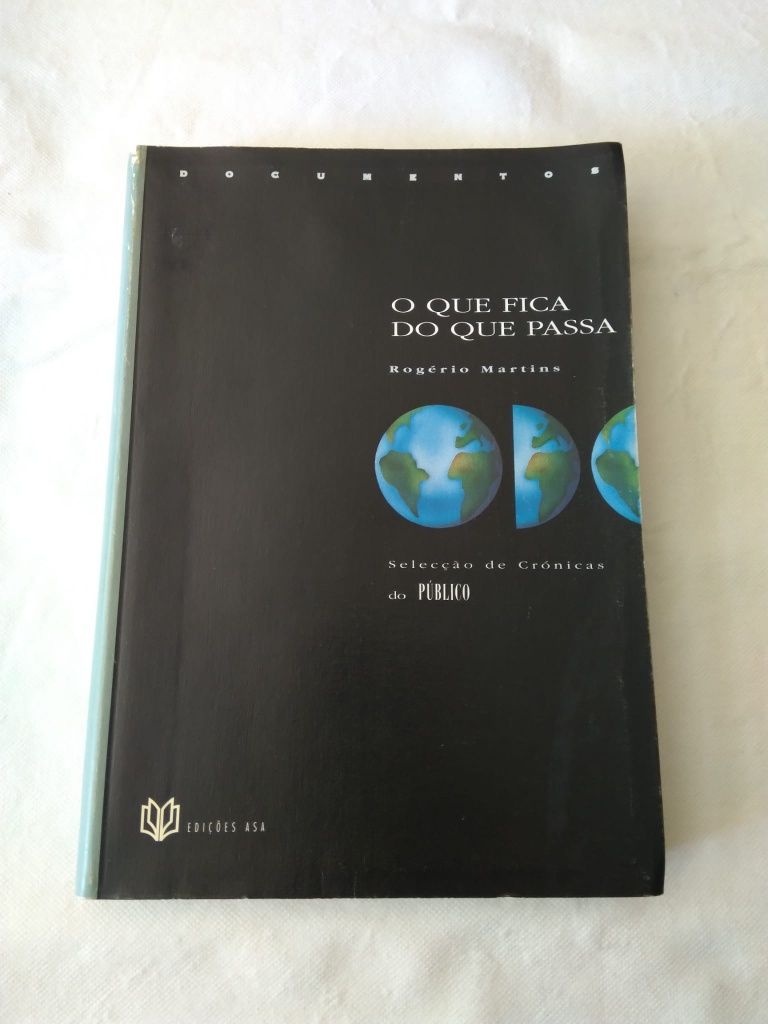 DOCUMENTOS
O QUE FICA
DO QUE PASSA
Rogério Martins
Selecção de Crónicas
do PÚBLICO
EDIÇÕES ASA